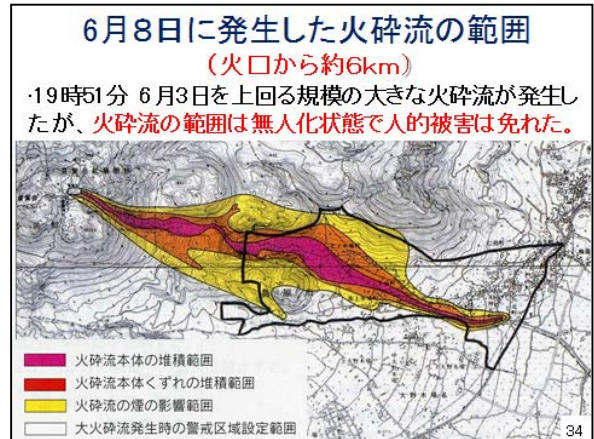 6月8日に発生した火砕流の範囲
（火口から約6km）
・19時51分 6月3日を上回る規模の大きな火砕流が発生し
たが、火砕流の範囲は無人化状態で人的被害は免れた。
火砕流本体の堆積範囲
火砕流本体くずれの堆積範囲
火砕流の煙の影響範囲
大火砕流発生時の警戒区域設定範囲
34